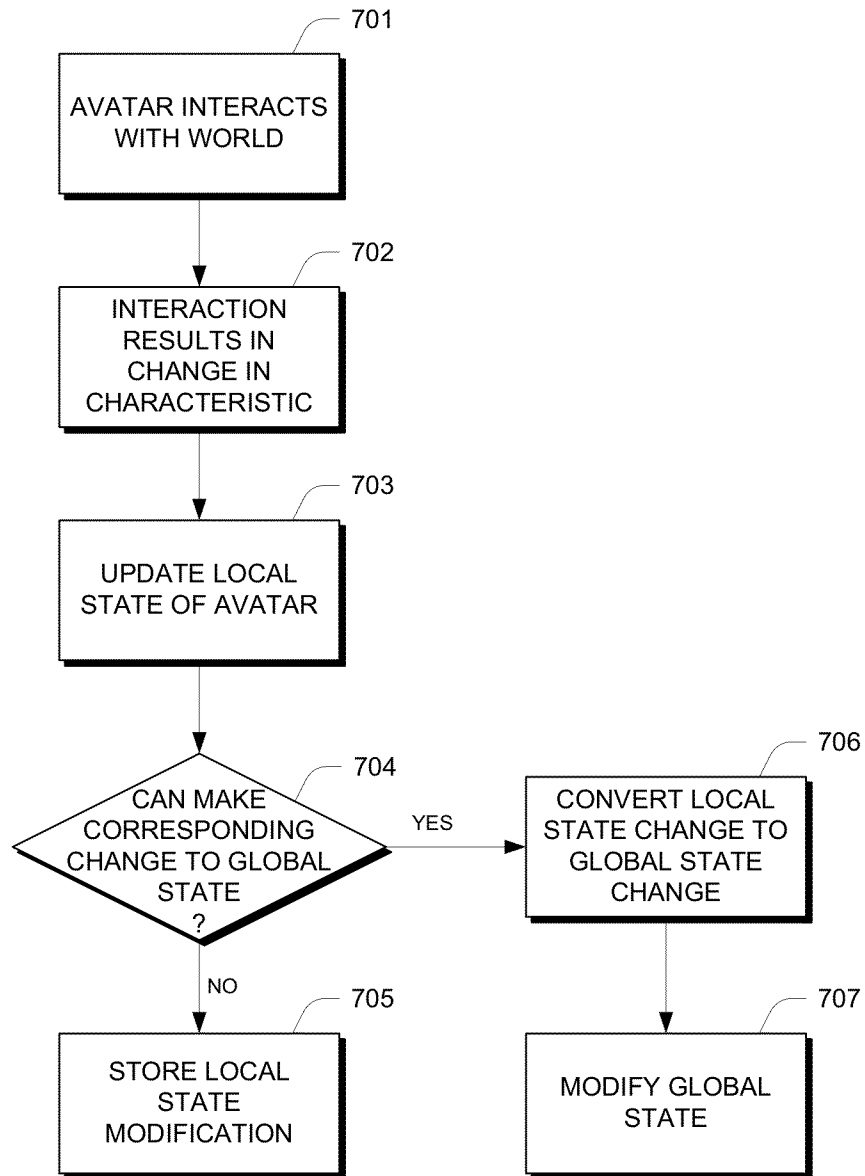 701
AVATAR INTERACTS
WITH WORLD
702
INTERACTION
RESULTS IN
CHANGE IN
CHARACTERISTIC
703
UPDATE LOCAL
STATE OF AVATAR
704
CAN MAKE
CORRESPONDING
CHANGE TO GLOBAL
STATE
?
YES
706
CONVERT LOCAL
STATE CHANGE TO
GLOBAL STATE
CHANGE
NO
705
STORE LOCAL
STATE
MODIFICATION
707
MODIFY GLOBAL
STATE